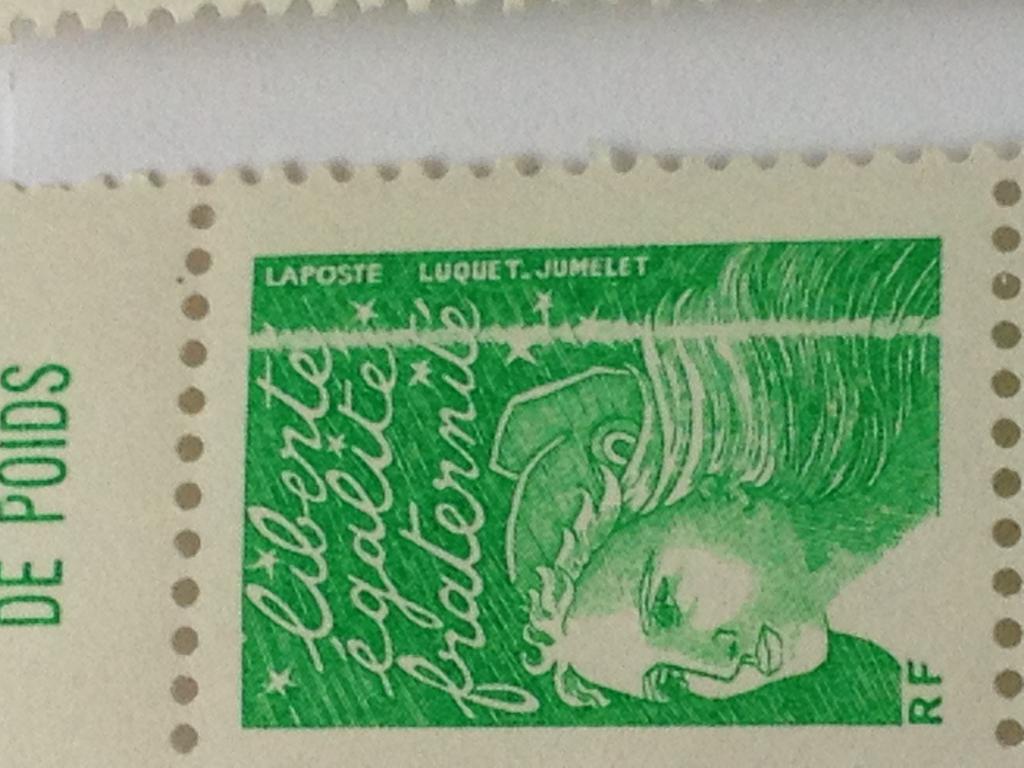 DE POIDS
LAPOSTE LUQUET-JUMELET
liberté
égalité
fraternité
RF